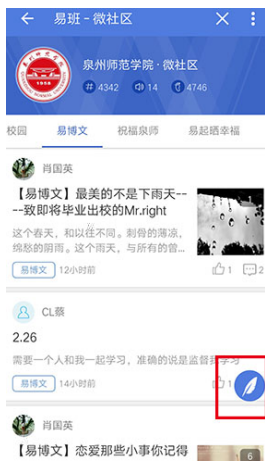 易班－微社区
泉州师范学院·微
社区
# 4342 14 4746
校园 易博文 祝福泉师 易起晒幸福
肖国英
【易博文】最美的不是下雨天--
--致即将毕业出校的Mr.right
这个春天，和以往不同。刺骨的薄凉，
绵愁的阴雨。这个雨天，与所有的曾...
易博文 12小时前 1 2
CL蔡
2.26
需要一个人和我一起学习，准确的说是监督我学习
易博文 14小时前 1
肖国英
【易博文】恋爱那些小事你记得
6